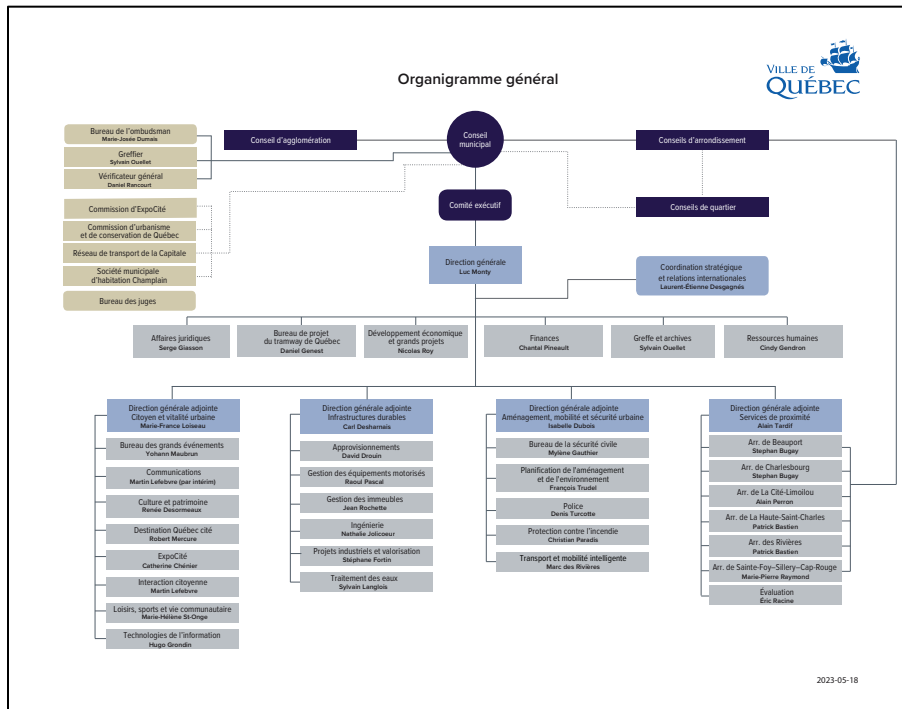 Organigramme général
VILLE DE
QUÉBEC
Bureau de l'ombudsman
Marie-Josée Dumais
Greffier
Sylvain Ouellet
Vérificateur général
Daniel Rancourt
Conseil d'agglomération
Conseil
municipal
Conseils d'arrondissement
Comité exécutif
Conseils de quartier
Commission d'ExpoCité
Commission d'urbanisme
et de conservation de Québec
Réseau de transport de la Capitale
Société municipale
d'habitation Champlain
Bureau des juges
Direction générale
Luc Monty
Coordination stratégique
et relations internationales
Laurent-Étienne Desgagnés
Affaires juridiques
Serge Giasson
Bureau de projet
du tramway de Québec
Daniel Genest
Développement économique
et grands projets
Nicolas Roy
Finances
Chantal Pineault
Greffe et archives
Sylvain Ouellet
Ressources humaines
Cindy Gendron
Direction générale adjointe
Citoyen et vitalité urbaine
Marie-France Loiseau
Bureau des grands événements
Yohann Maubrun
Communications
Martin Lefebvre (par intérim)
Culture et patrimoine
Renée Desormeaux
Destination Québec cité
Robert Mercure
ExpoCité
Catherine Chénier
Interaction citoyenne
Martin Lefebvre
Loisirs, sports et vie communautaire
Marie-Hélène St-Onge
Technologies de l'information
Hugo Grondin
Direction générale adjointe
Infrastructures durables
Carl Desharnais
Approvisionnements
David Drouin
Gestion des équipements motorisés
Raoul Pascal
Gestion des immeubles
Jean Rochette
Ingénierie
Nathalie Jolicoeur
Projets industriels et valorisation
Stéphane Fortin
Traitement des eaux
Sylvain Langlois
Direction générale adjointe
Aménagement, mobilité et sécurité urbaine
Isabelle Dubois
Bureau de la sécurité civile
Mylène Gauthier
Planification de l'aménagement
et de l'environnement
François Trudel
Police
Denis Turcotte
Protection contre l'incendie
Christian Paradis
Transport et mobilité intelligente
Marc des Rivières
Direction générale adjointe
Services de proximité
Alain Tardif
Arr. de Beauport
Stephan Bugay
Arr. de Charlesbourg
Stephan Bugay
Arr. de La Cité-Limoilou
Alain Perron
Arr. de La Haute-Saint-Charles
Patrick Bastien
Arr. des Rivières
Patrick Bastien
Arr. de Sainte-Foy–Sillery–Cap-Rouge
Marie-Pierre Raymond
Évaluation
Éric Racine
2023-05-18